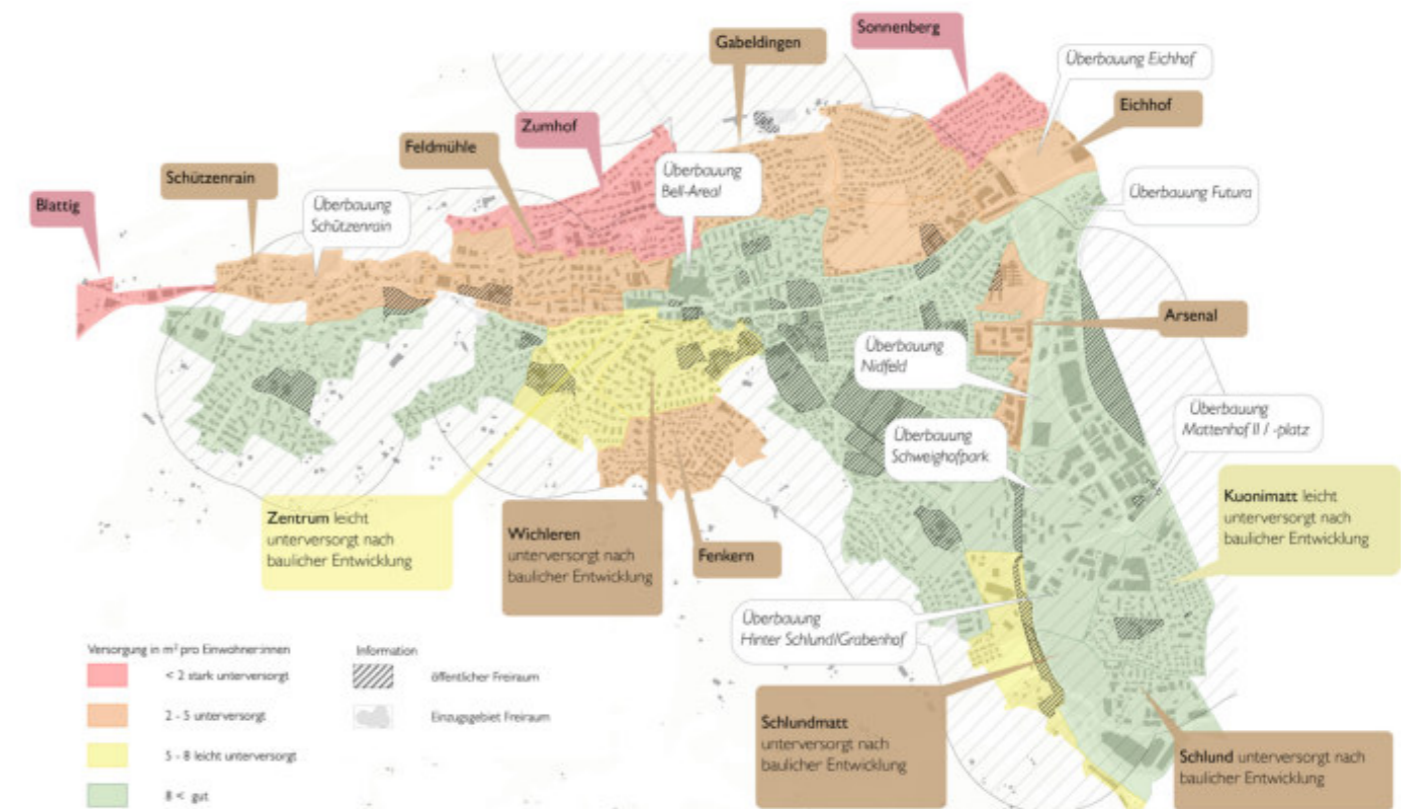 Sonnenberg
Gabeldingen
Überbauung Eichhof
Eichhof
Zumhof
Feldmühle
Überbauung
Bell-Areal
Schützenrain
Überbauung Futura
Blattig
Überbauung
Schützenrain
Arsenal
Überbauung
Nidfeld
Überbauung
Mattenhof II / -platz
Überbauung
Schweighofpark
Kuonimatt leicht
unterversorgt nach
baulicher Entwicklung
Zentrum leicht
unterversorgt nach
baulicher Entwicklung
Wichleren
unterversorgt nach
baulicher Entwicklung
Fenkern
Überbauung
Hinter Schlund/Grabenhof
Versorgung in m² pro Einwohner:innen
< 2 stark unterversorgt
2 - 5 unterversorgt
5 - 8 leicht unterversorgt
8 < gut
Information
öffentlicher Freiraum
Einzugsgebiet Freiraum
Schlundmatt
unterversorgt nach
baulicher Entwicklung
Schlund unterversorgt nach
baulicher Entwicklung